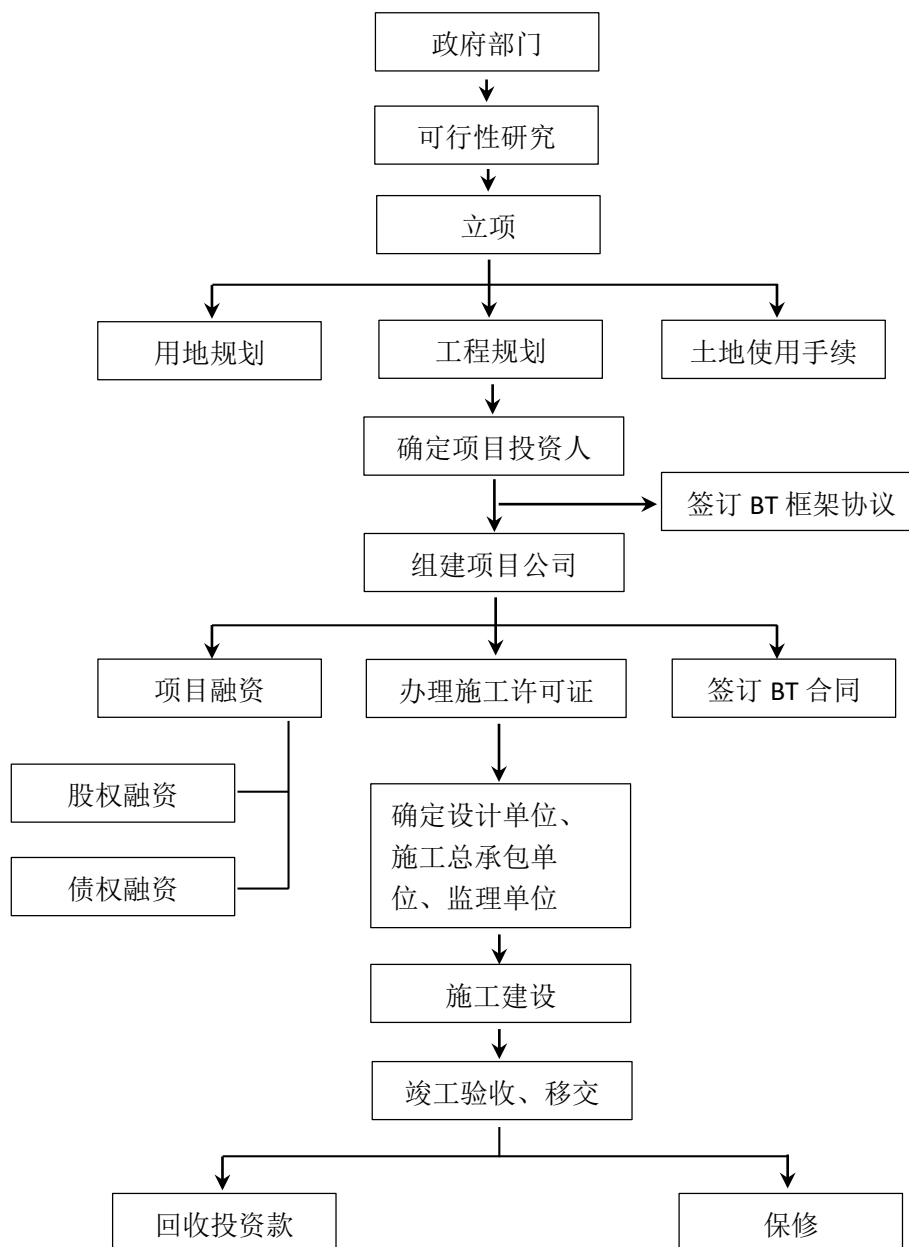 政府部门
可行性研究
立项
用地规划
工程规划
土地使用手续
确定项目投资人
签订 BT 框架协议
组建项目公司
项目融资
办理施工许可证
签订 BT 合同
股权融资
债权融资
确定设计单位、
施工总承包单
位、监理单位
施工建设
竣工验收、移交
回收投资款
保修